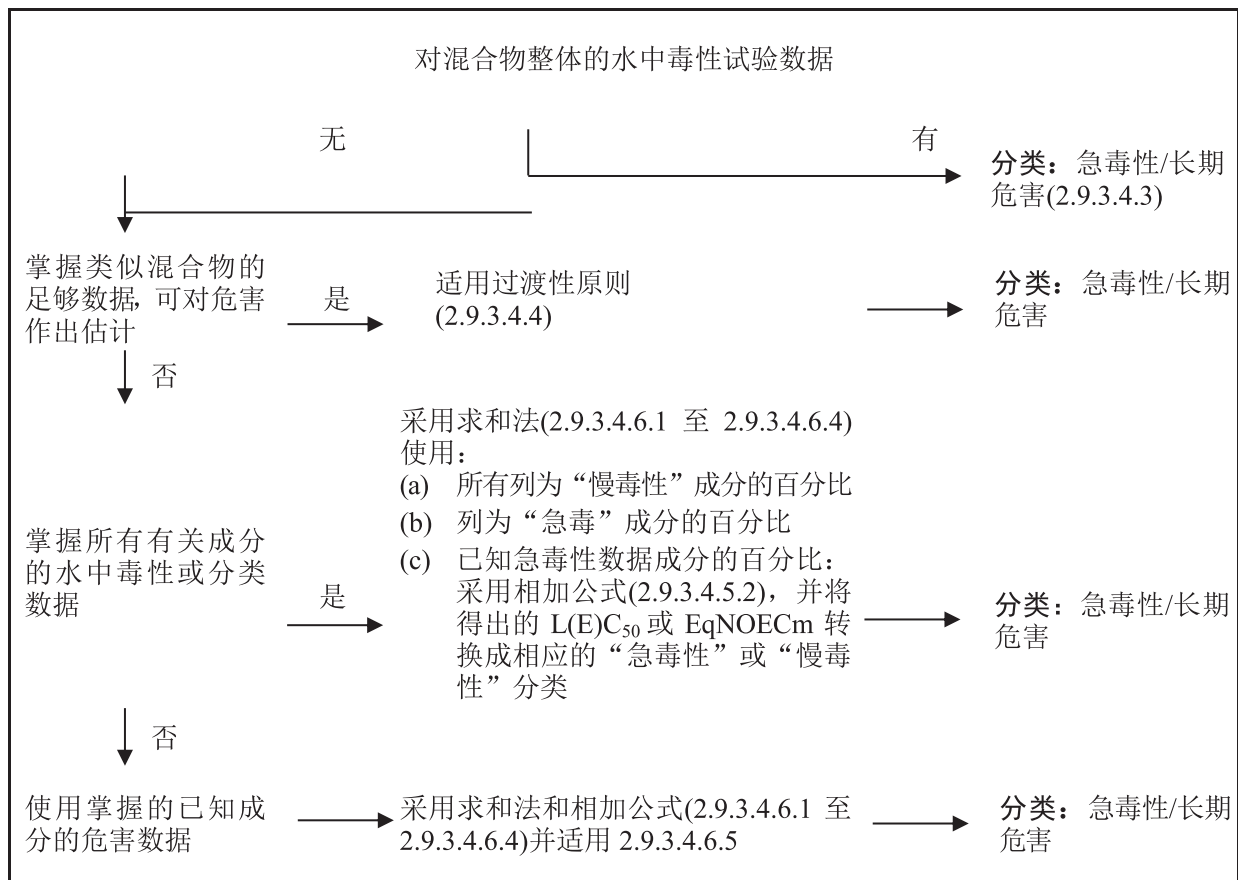 对混合物整体的水中毒性试验数据
无
有
分类：急毒性/长期
危害(2.9.3.4.3)
掌握类似混合物的
足够数据，可对危害
作出估计
是
适用过渡性原则
(2.9.3.4.4)
分类：急毒性/长期
危害
否
采用求和法(2.9.3.4.6.1 至 2.9.3.4.6.4)
使用：
(a) 所有列为“慢毒性”成分的百分比
(b) 列为“急毒”成分的百分比
(c) 已知急毒性数据成分的百分比：
采用相加公式(2.9.3.4.5.2)，并将
得出的 L(E)C₅₀ 或 EqNOECm 转
换成相应的“急毒性”或“慢毒
性”分类
掌握所有有关成分
的水中毒性或分类
数据
是
分类：急毒性/长期
危害
否
使用掌握的已知成
分的危害数据
采用求和法和相加公式(2.9.3.4.6.1 至
2.9.3.4.6.4)并适用 2.9.3.4.6.5
分类：急毒性/长期
危害